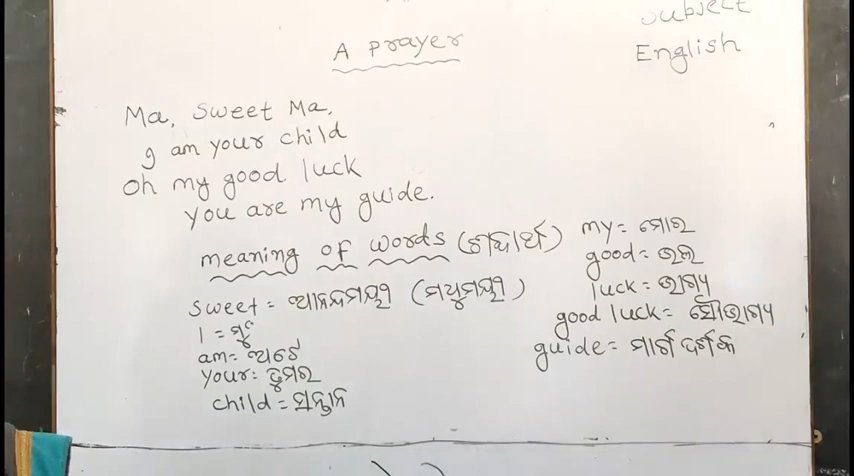 Subject
English
A Prayer
Ma, Sweet Ma,
I am your child
Oh my good luck
You are my guide.
meaning of words (ଶବ୍ଦାର୍ଥ)
Sweet = ଆନନ୍ଦମୟୀ (ମଧୁମୟୀ)
I = ମୁଁ
am = ଅଟେ
your = ତୁମର
child = ସନ୍ତାନ
my = ମୋର
good = ଭଲ
luck = ଭାଗ୍ୟ
good luck = ସୌଭାଗ୍ୟ
guide = ମାର୍ଗ ଦର୍ଶକ